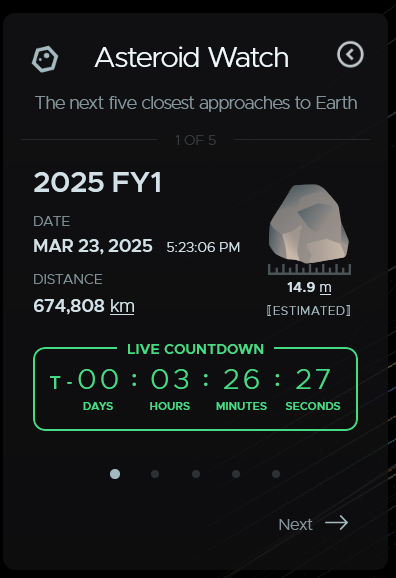 Asteroid Watch
The next five closest approaches to Earth
1 OF 5
2025 FY1
DATE
MAR 23, 2025 5:23:06 PM
DISTANCE
674,808 km
14.9 m
[ESTIMATED]
LIVE COUNTDOWN
T - 00 : 03 : 26 : 27
DAYS HOURS MINUTES SECONDS
Next →